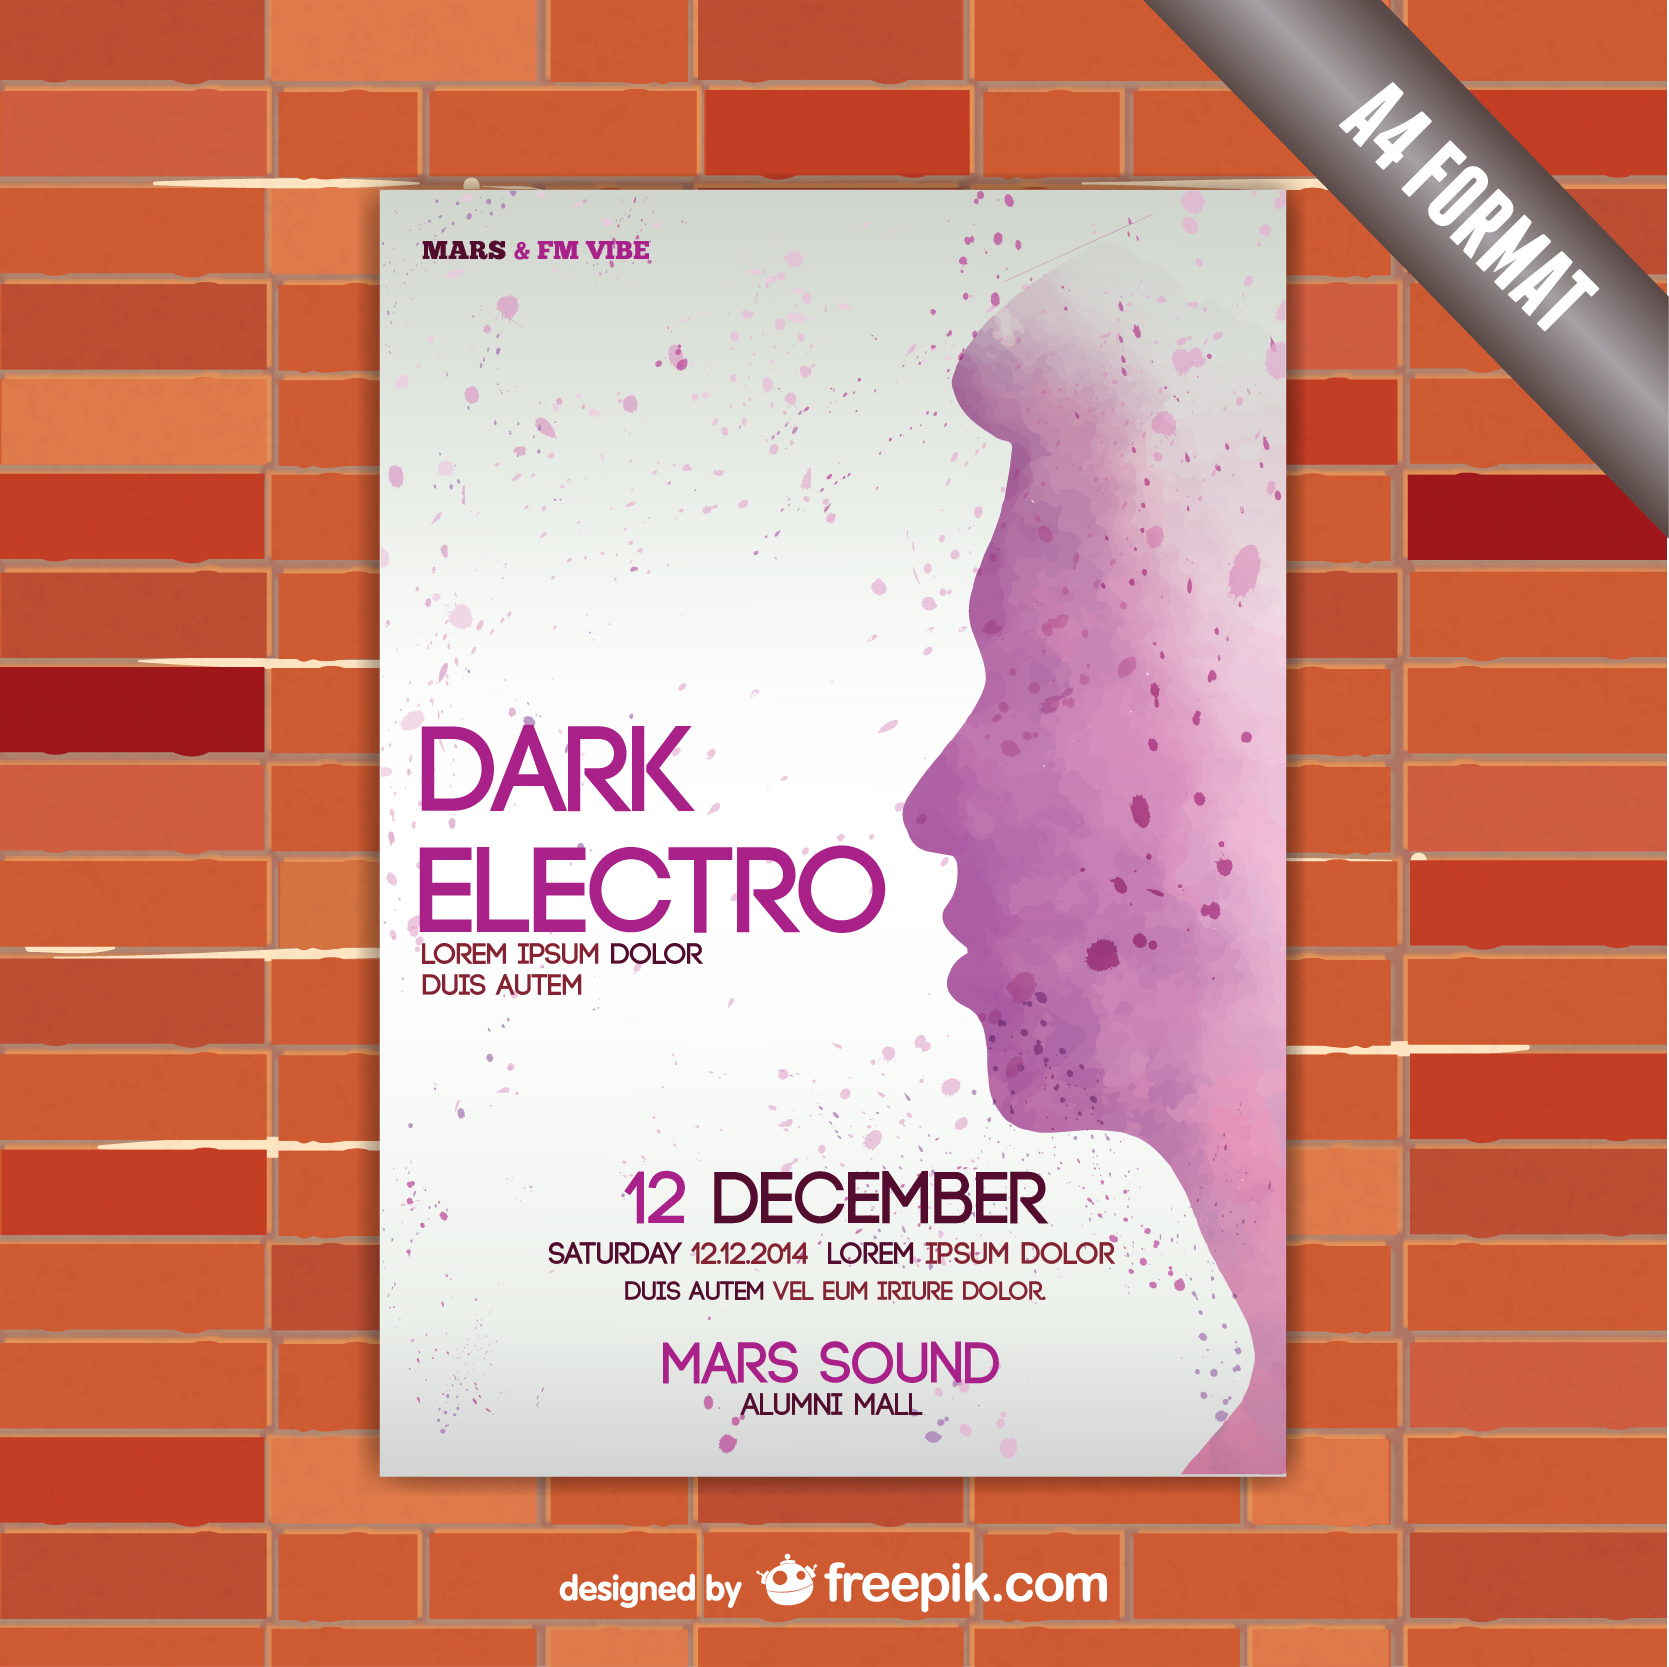 A4 FORMAT
MARS & FM VIBE
DARK
ELECTRO
LOREM IPSUM DOLOR
DUIS AUTEM
12 DECEMBER
SATURDAY 12.12.2014 LOREM IPSUM DOLOR
DUIS AUTEM VEL EUM IRIURE DOLOR.
MARS SOUND
ALUMNI MALL
designed by freepik.com